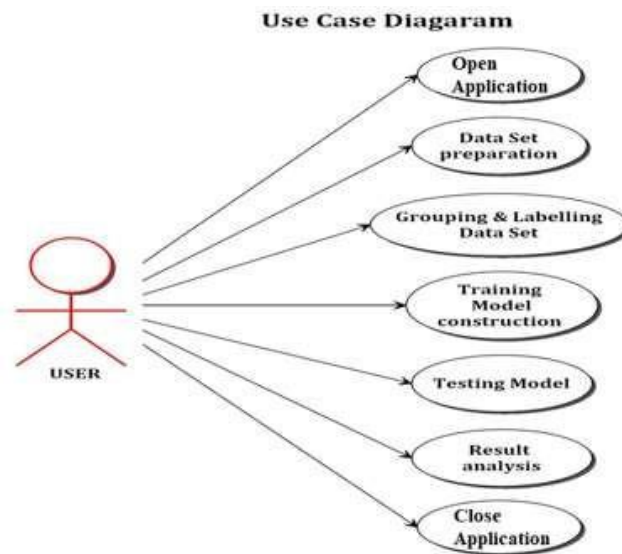 Use Case Diagaram
Open
Application
Data Set
preparation
Grouping & Labelling
Data Set
Training
Model
construction
Testing Model
Result
analysis
Close
Application
USER